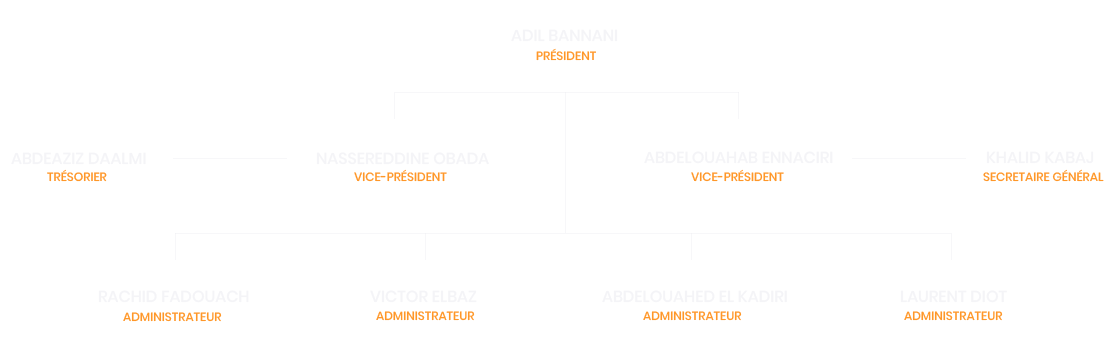 ADIL BANNANI
PRÉSIDENT
ABDEAZIZ DAALMI
TRÉSORIER
NASSEREDDINE OBADA
VICE-PRÉSIDENT
ABDELOUAHAB ENNACIRI
VICE-PRÉSIDENT
KHALID KABAJ
SECRETAIRE GÉNÉRAL
RACHID FADOUACH
ADMINISTRATEUR
VICTOR ELBAZ
ADMINISTRATEUR
ABDELOUAHED EL KADIRI
ADMINISTRATEUR
LAURENT DIOT
ADMINISTRATEUR